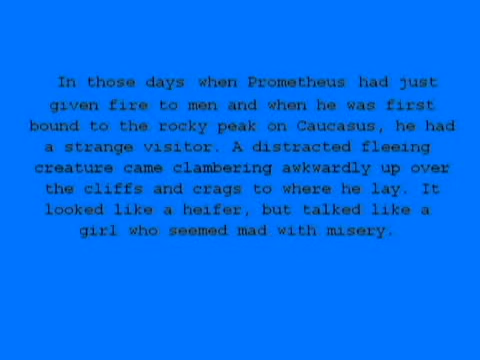 In those days when Prometheus had just
given fire to men and when he was first
bound to the rocky peak on Caucasus, he had
a strange visitor. A distracted fleeing
creature came clambering awkwardly up over
the cliffs and crags to where he lay. It
looked like a heifer, but talked like a
girl who seemed mad with misery.